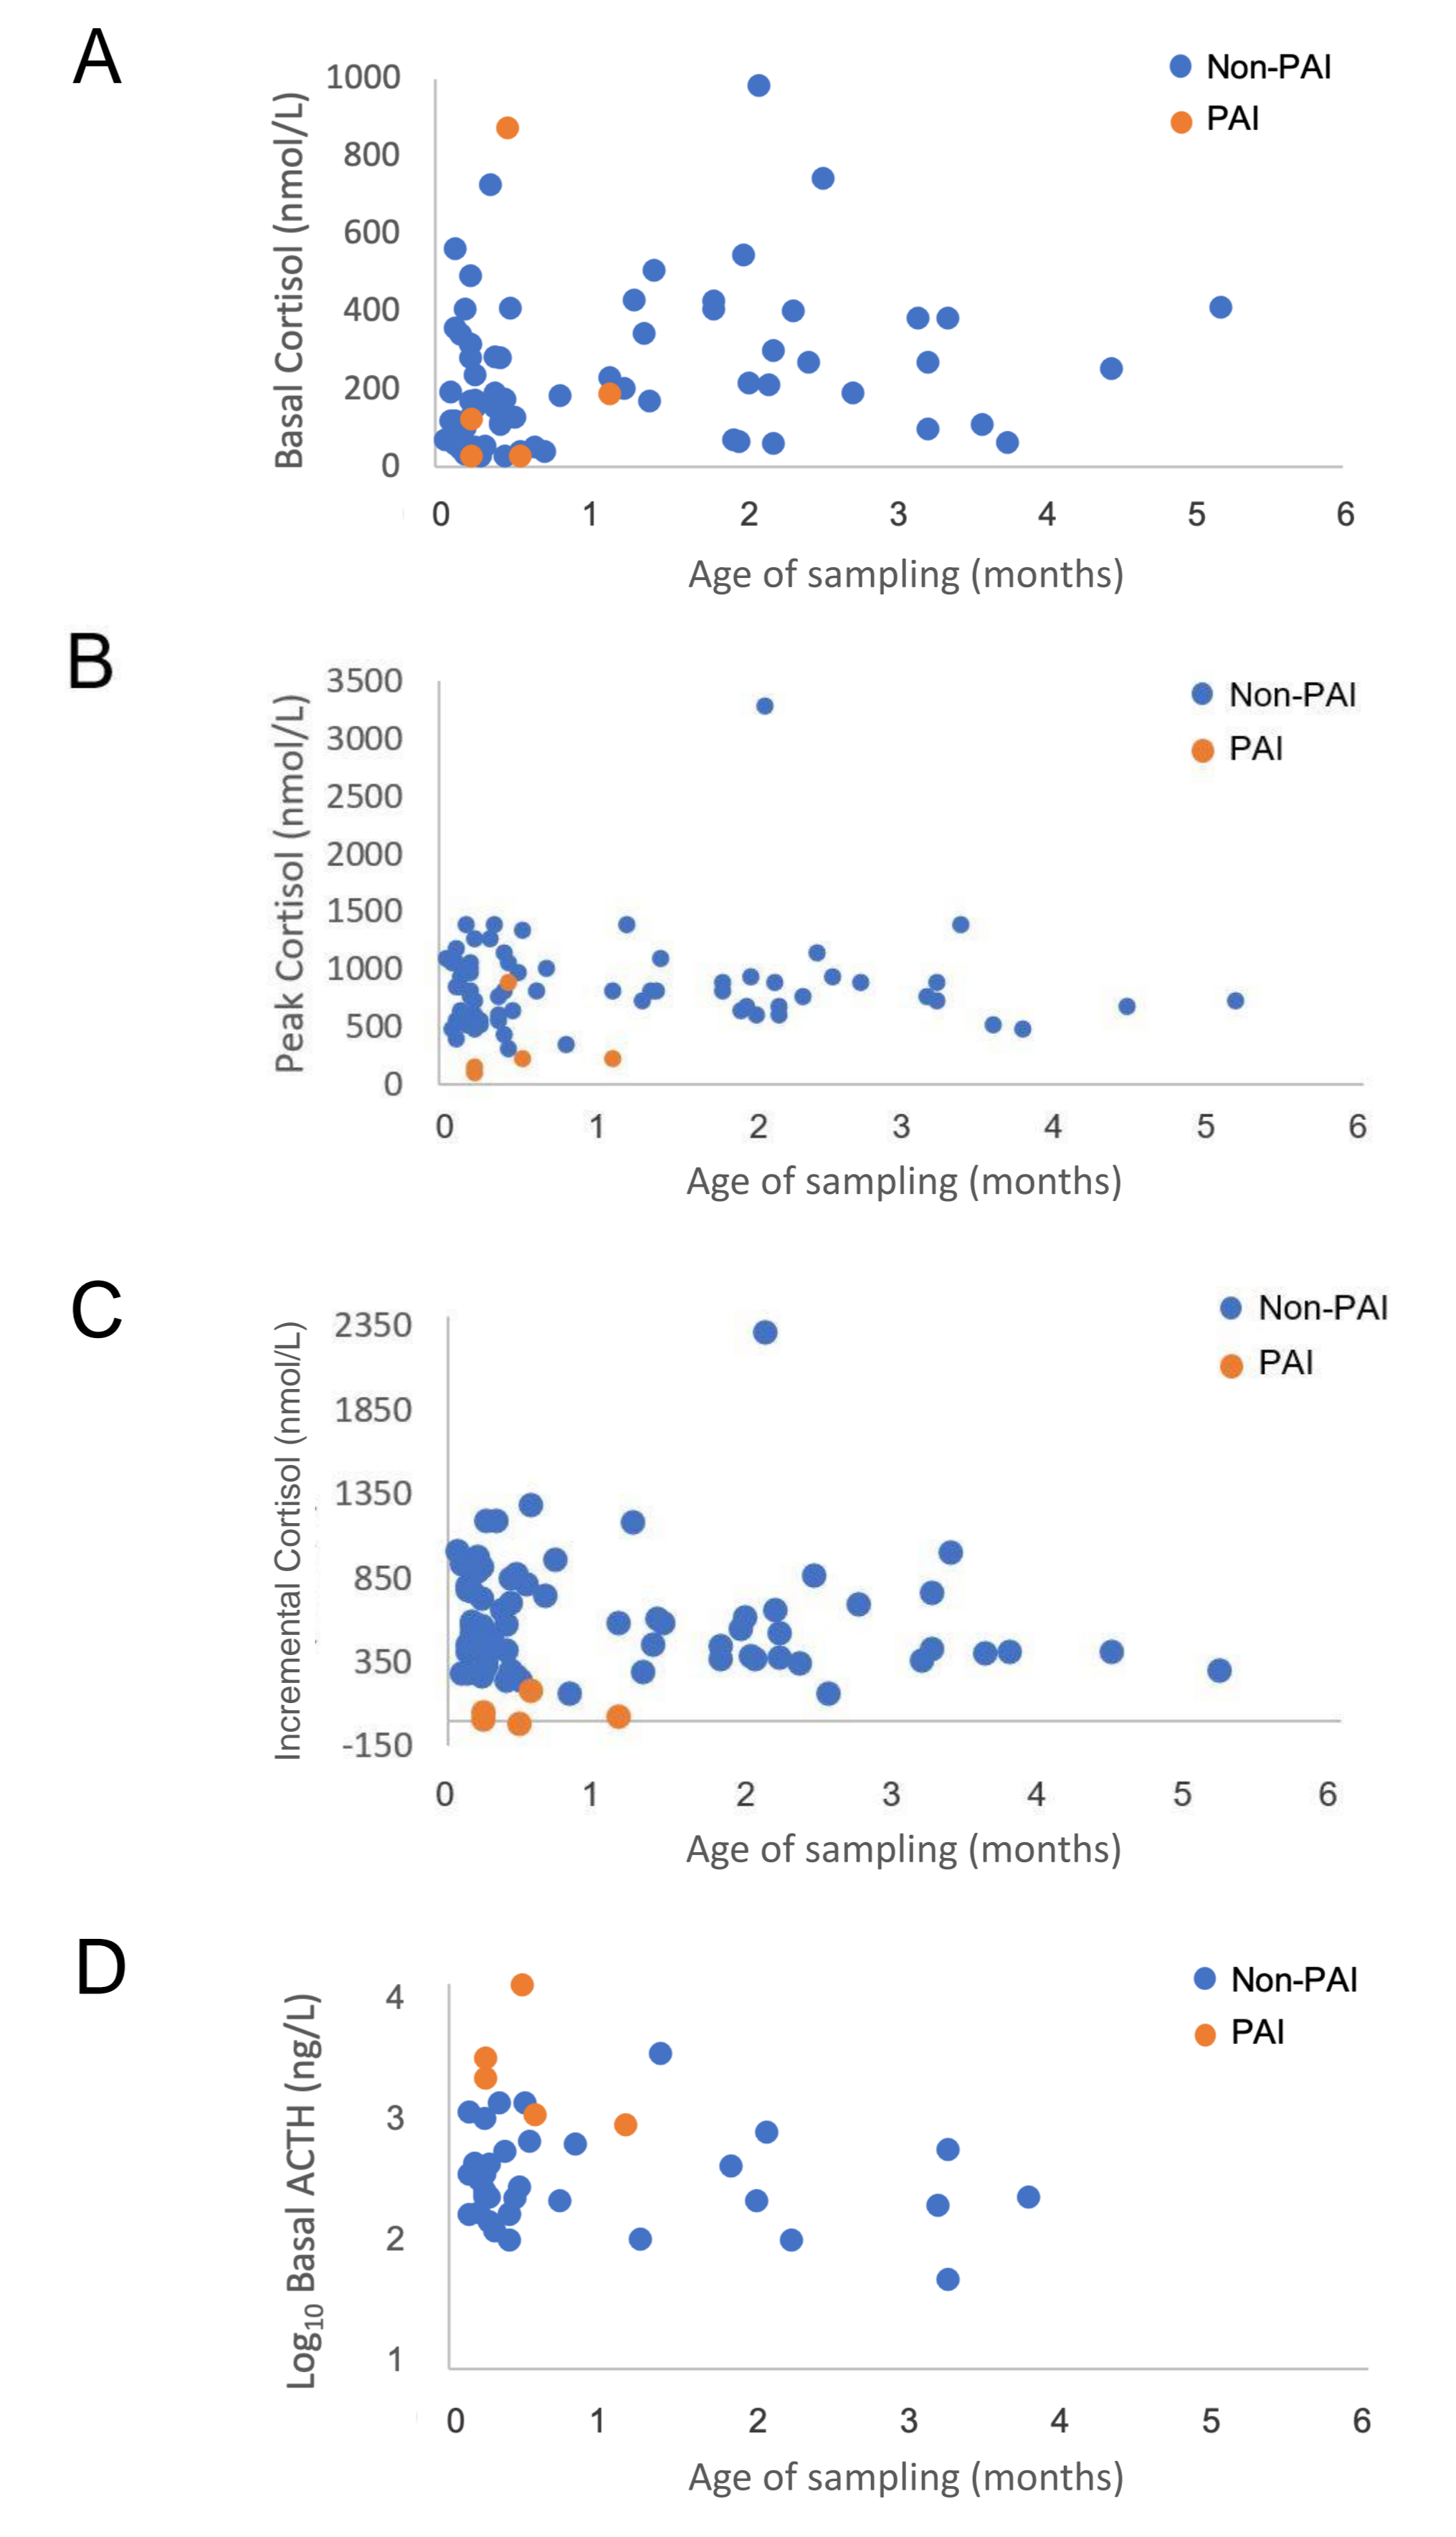 A
Basal Cortisol (nmol/L)
1000
800
600
400
200
0
Non-PAI
PAI
0 1 2 3 4 5 6
Age of sampling (months)
B
Peak Cortisol (nmol/L)
3500
3000
2500
2000
1500
1000
500
0
Non-PAI
PAI
0 1 2 3 4 5 6
Age of sampling (months)
C
Incremental Cortisol (nmol/L)
2350
1850
1350
850
350
-150
Non-PAI
PAI
0 1 2 3 4 5 6
Age of sampling (months)
D
Log10 Basal ACTH (ng/L)
4
3
2
1
Non-PAI
PAI
0 1 2 3 4 5 6
Age of sampling (months)